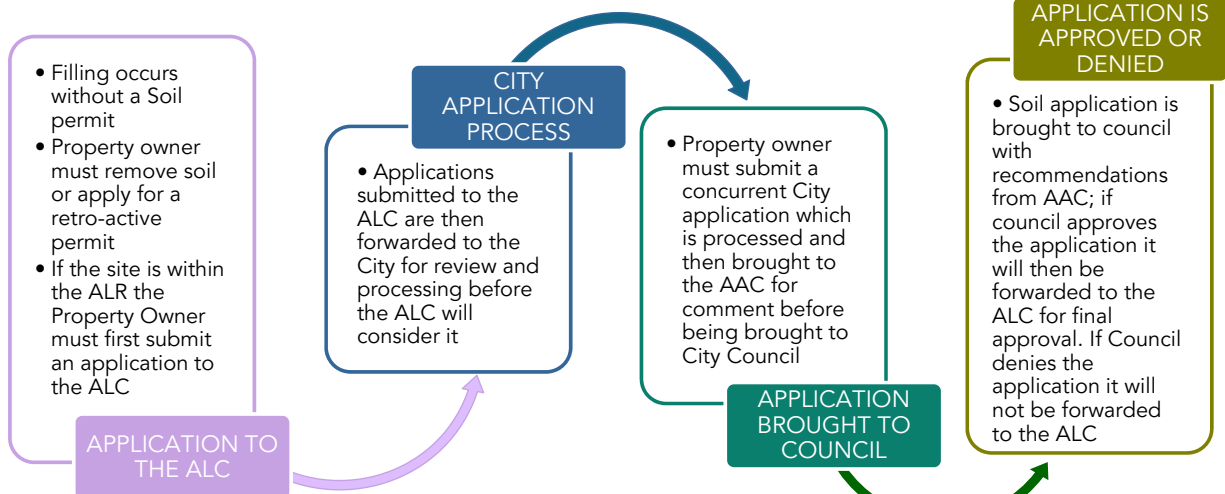 • Filling occurs
without a Soil
permit
• Property owner
must remove soil
or apply for a
retro-active
permit
• If the site is within
the ALR the
Property Owner
must first submit
an application to
the ALC
APPLICATION TO
THE ALC
CITY
APPLICATION
PROCESS
• Applications
submitted to the
ALC are then
forwarded to the
City for review and
processing before
the ALC will
consider it
• Property owner
must submit a
concurrent City
application which
is processed and
then brought to
the AAC for
comment before
being brought to
City Council
APPLICATION
BROUGHT TO
COUNCIL
APPLICATION IS
APPROVED OR
DENIED
• Soil application is
brought to council
with
recommendations
from AAC; if
council approves
the application it
will then be
forwarded to the
ALC for final
approval. If Council
denies the
application it will
not be forwarded
to the ALC